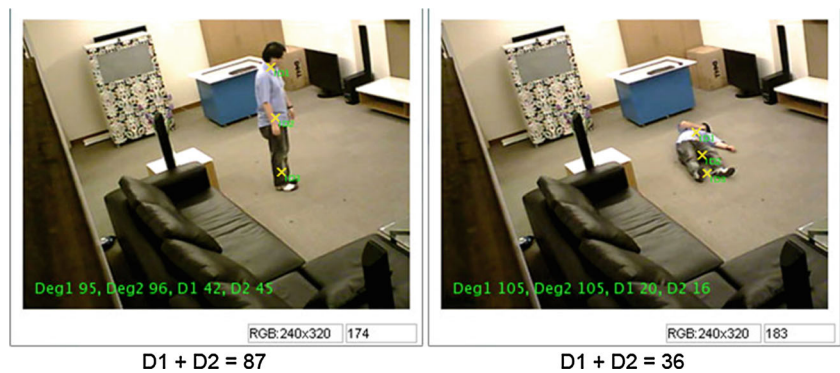 Deg1 95, Deg2 96, D1 42, D2 45
RGB:240x320 174
D1 + D2 = 87
DELL
Deg1 105, Deg2 105, D1 20, D2 16
RGB:240x320 183
D1 + D2 = 36